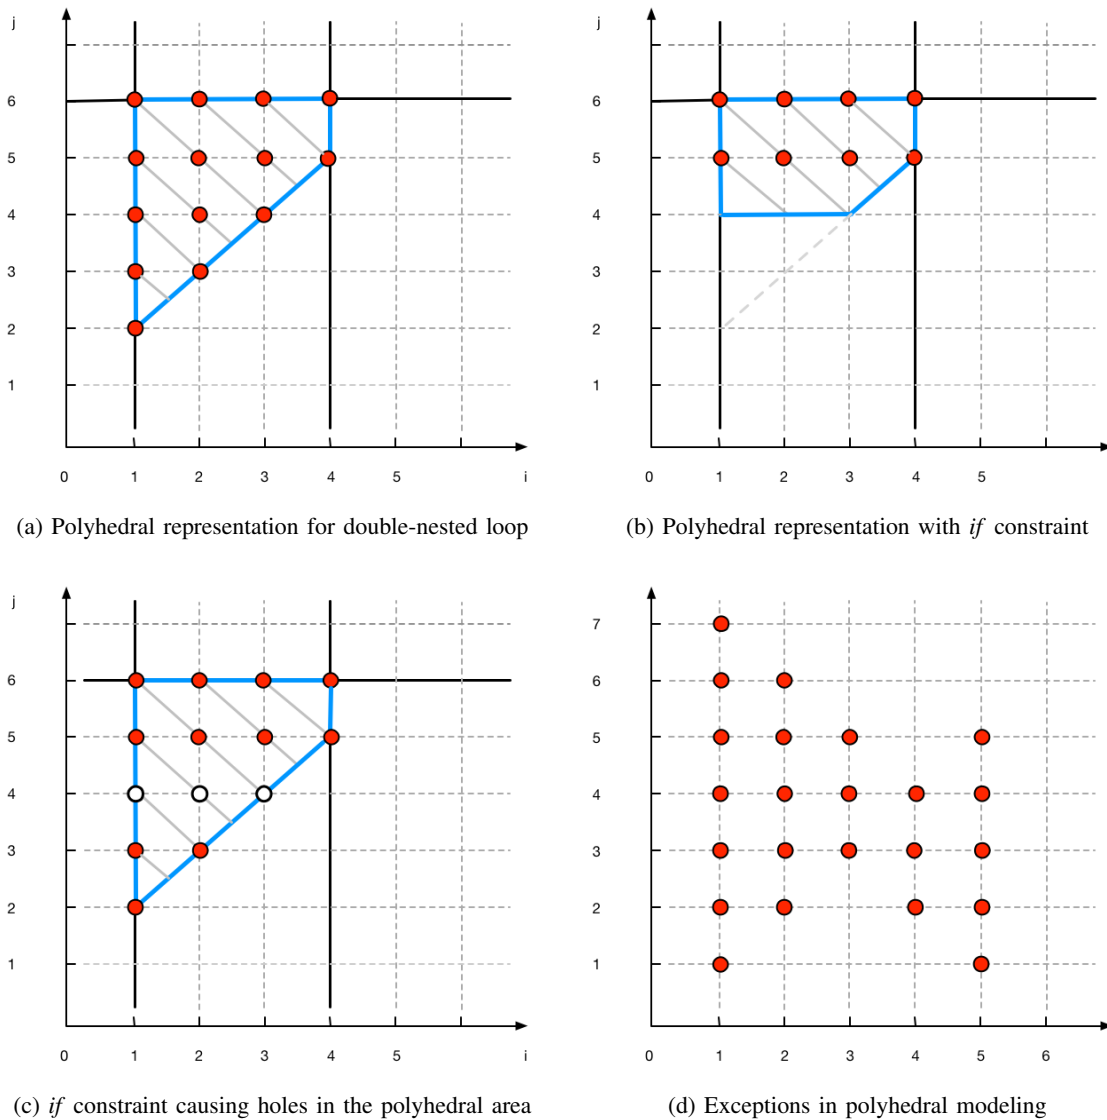 j
6
5
4
3
2
1
0 1 2 3 4 5 i
(a) Polyhedral representation for double-nested loop
j
6
5
4
3
2
1
0 1 2 3 4 5
(b) Polyhedral representation with if constraint
j
6
5
4
3
2
1
0 1 2 3 4 5 i
(c) if constraint causing holes in the polyhedral area
7
6
5
4
3
2
1
0 1 2 3 4 5 6
(d) Exceptions in polyhedral modeling